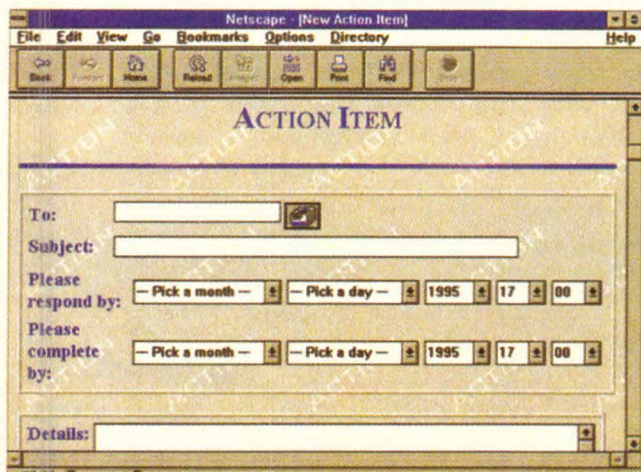 Netscape - [New Action Item]
File Edit View Go Bookmarks Options Directory Help
Back Forward Home Reload Images Open Print Find Stop
ACTION ITEM
To:
Subject:
Please respond by: — Pick a month — — Pick a day — 1995 17 00
Please complete by: — Pick a month — — Pick a day — 1995 17 00
Details: